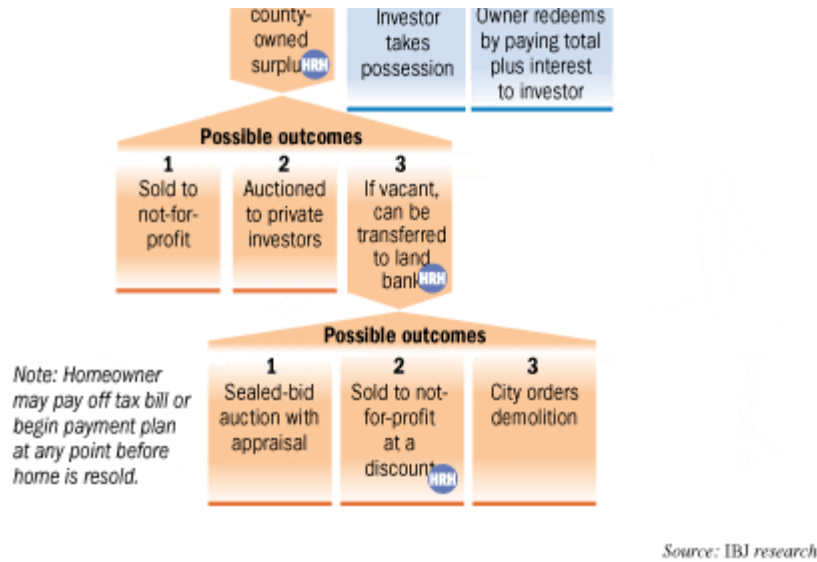 county-
owned
surplu
HRH
Investor
takes
possession
Owner redeems
by paying total
plus interest
to investor
Possible outcomes
1
Sold to
not-for-
profit
2
Auctioned
to private
investors
3
If vacant,
can be
transferred
to land
bank
HRH
Possible outcomes
1
Sealed-bid
auction with
appraisal
2
Sold to not-
for-profit
at a
discount
HRH
3
City orders
demolition
Note: Homeowner
may pay off tax bill or
begin payment plan
at any point before
home is resold.
Source: IBJ research